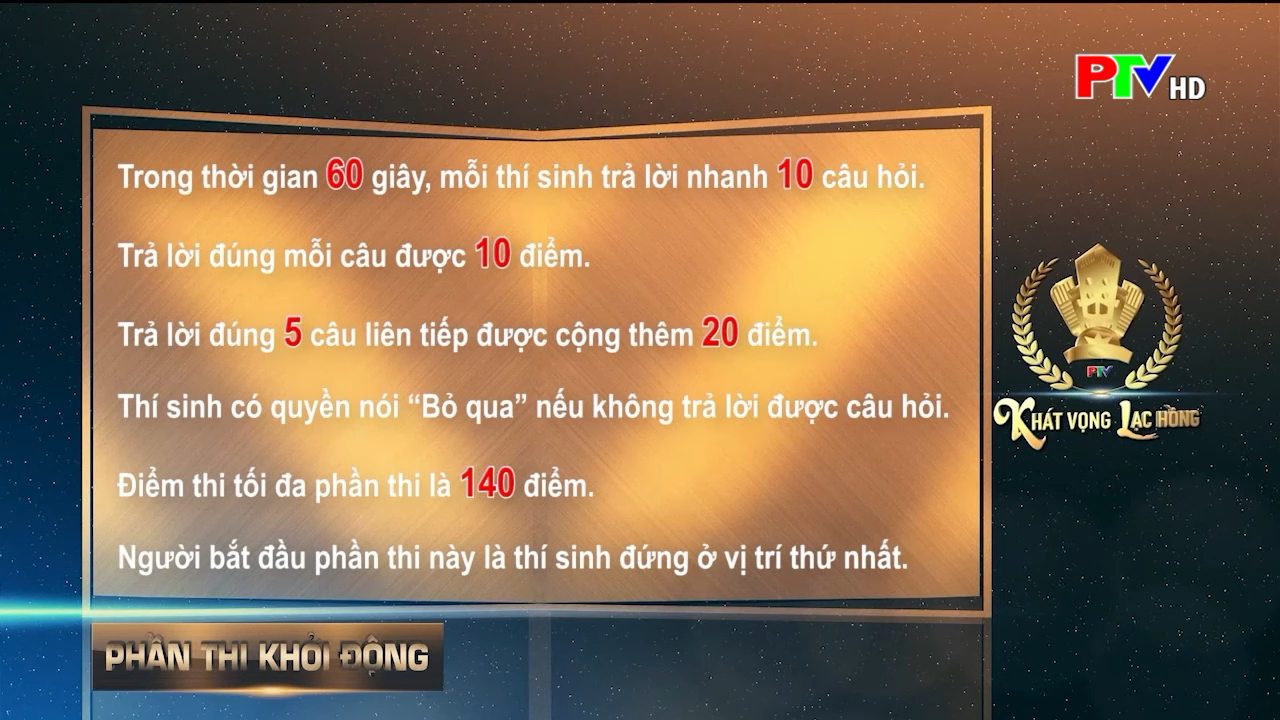 PTV HD
Trong thời gian 60 giây, mỗi thí sinh trả lời nhanh 10 câu hỏi.
Trả lời đúng mỗi câu được 10 điểm.
Trả lời đúng 5 câu liên tiếp được cộng thêm 20 điểm.
Thí sinh có quyền nói “Bỏ qua” nếu không trả lời được câu hỏi.
Điểm thi tối đa phần thi là 140 điểm.
Người bắt đầu phần thi này là thí sinh đứng ở vị trí thứ nhất.
PTV
KHÁT VỌNG LẠC HỒNG
PHẦN THI KHỞI ĐỘNG